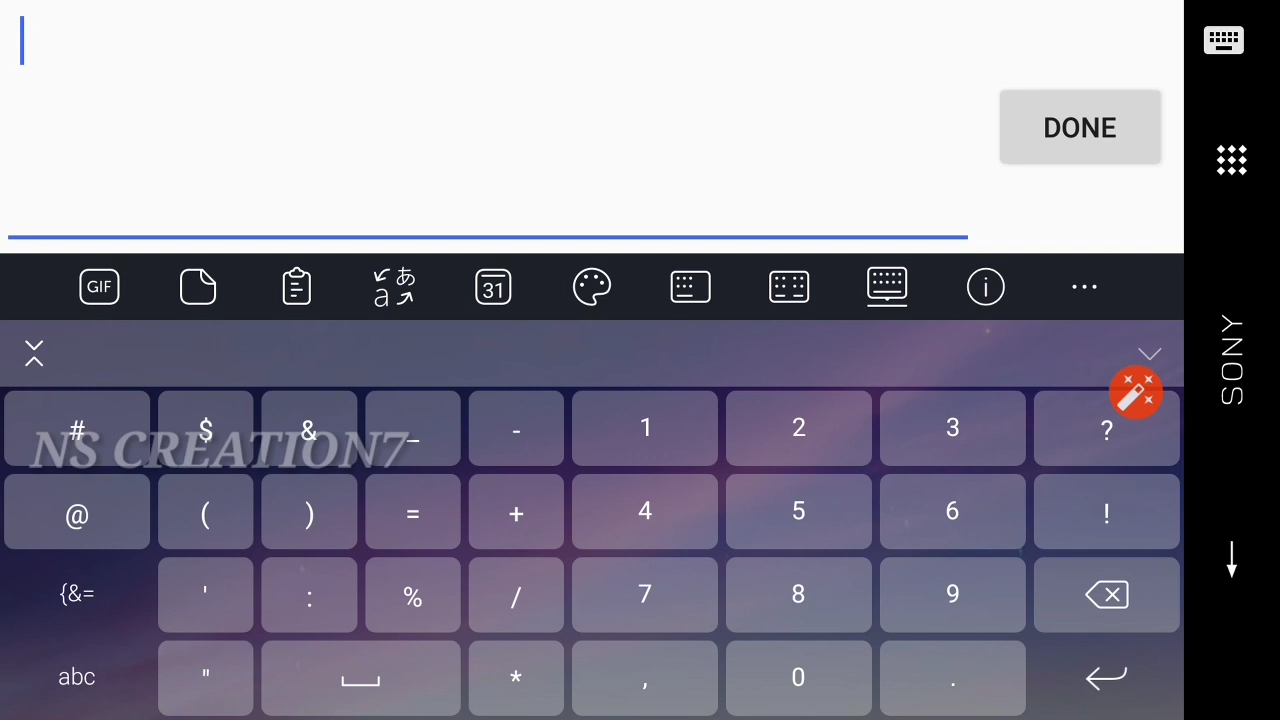 DONE
GIF
a あ
31
i
# $ & _ - 1 2 3 ?
NS CREATION7
@ ( ) = + 4 5 6 !
{&= ' : % / 7 8 9
abc " * , 0 .
SONY